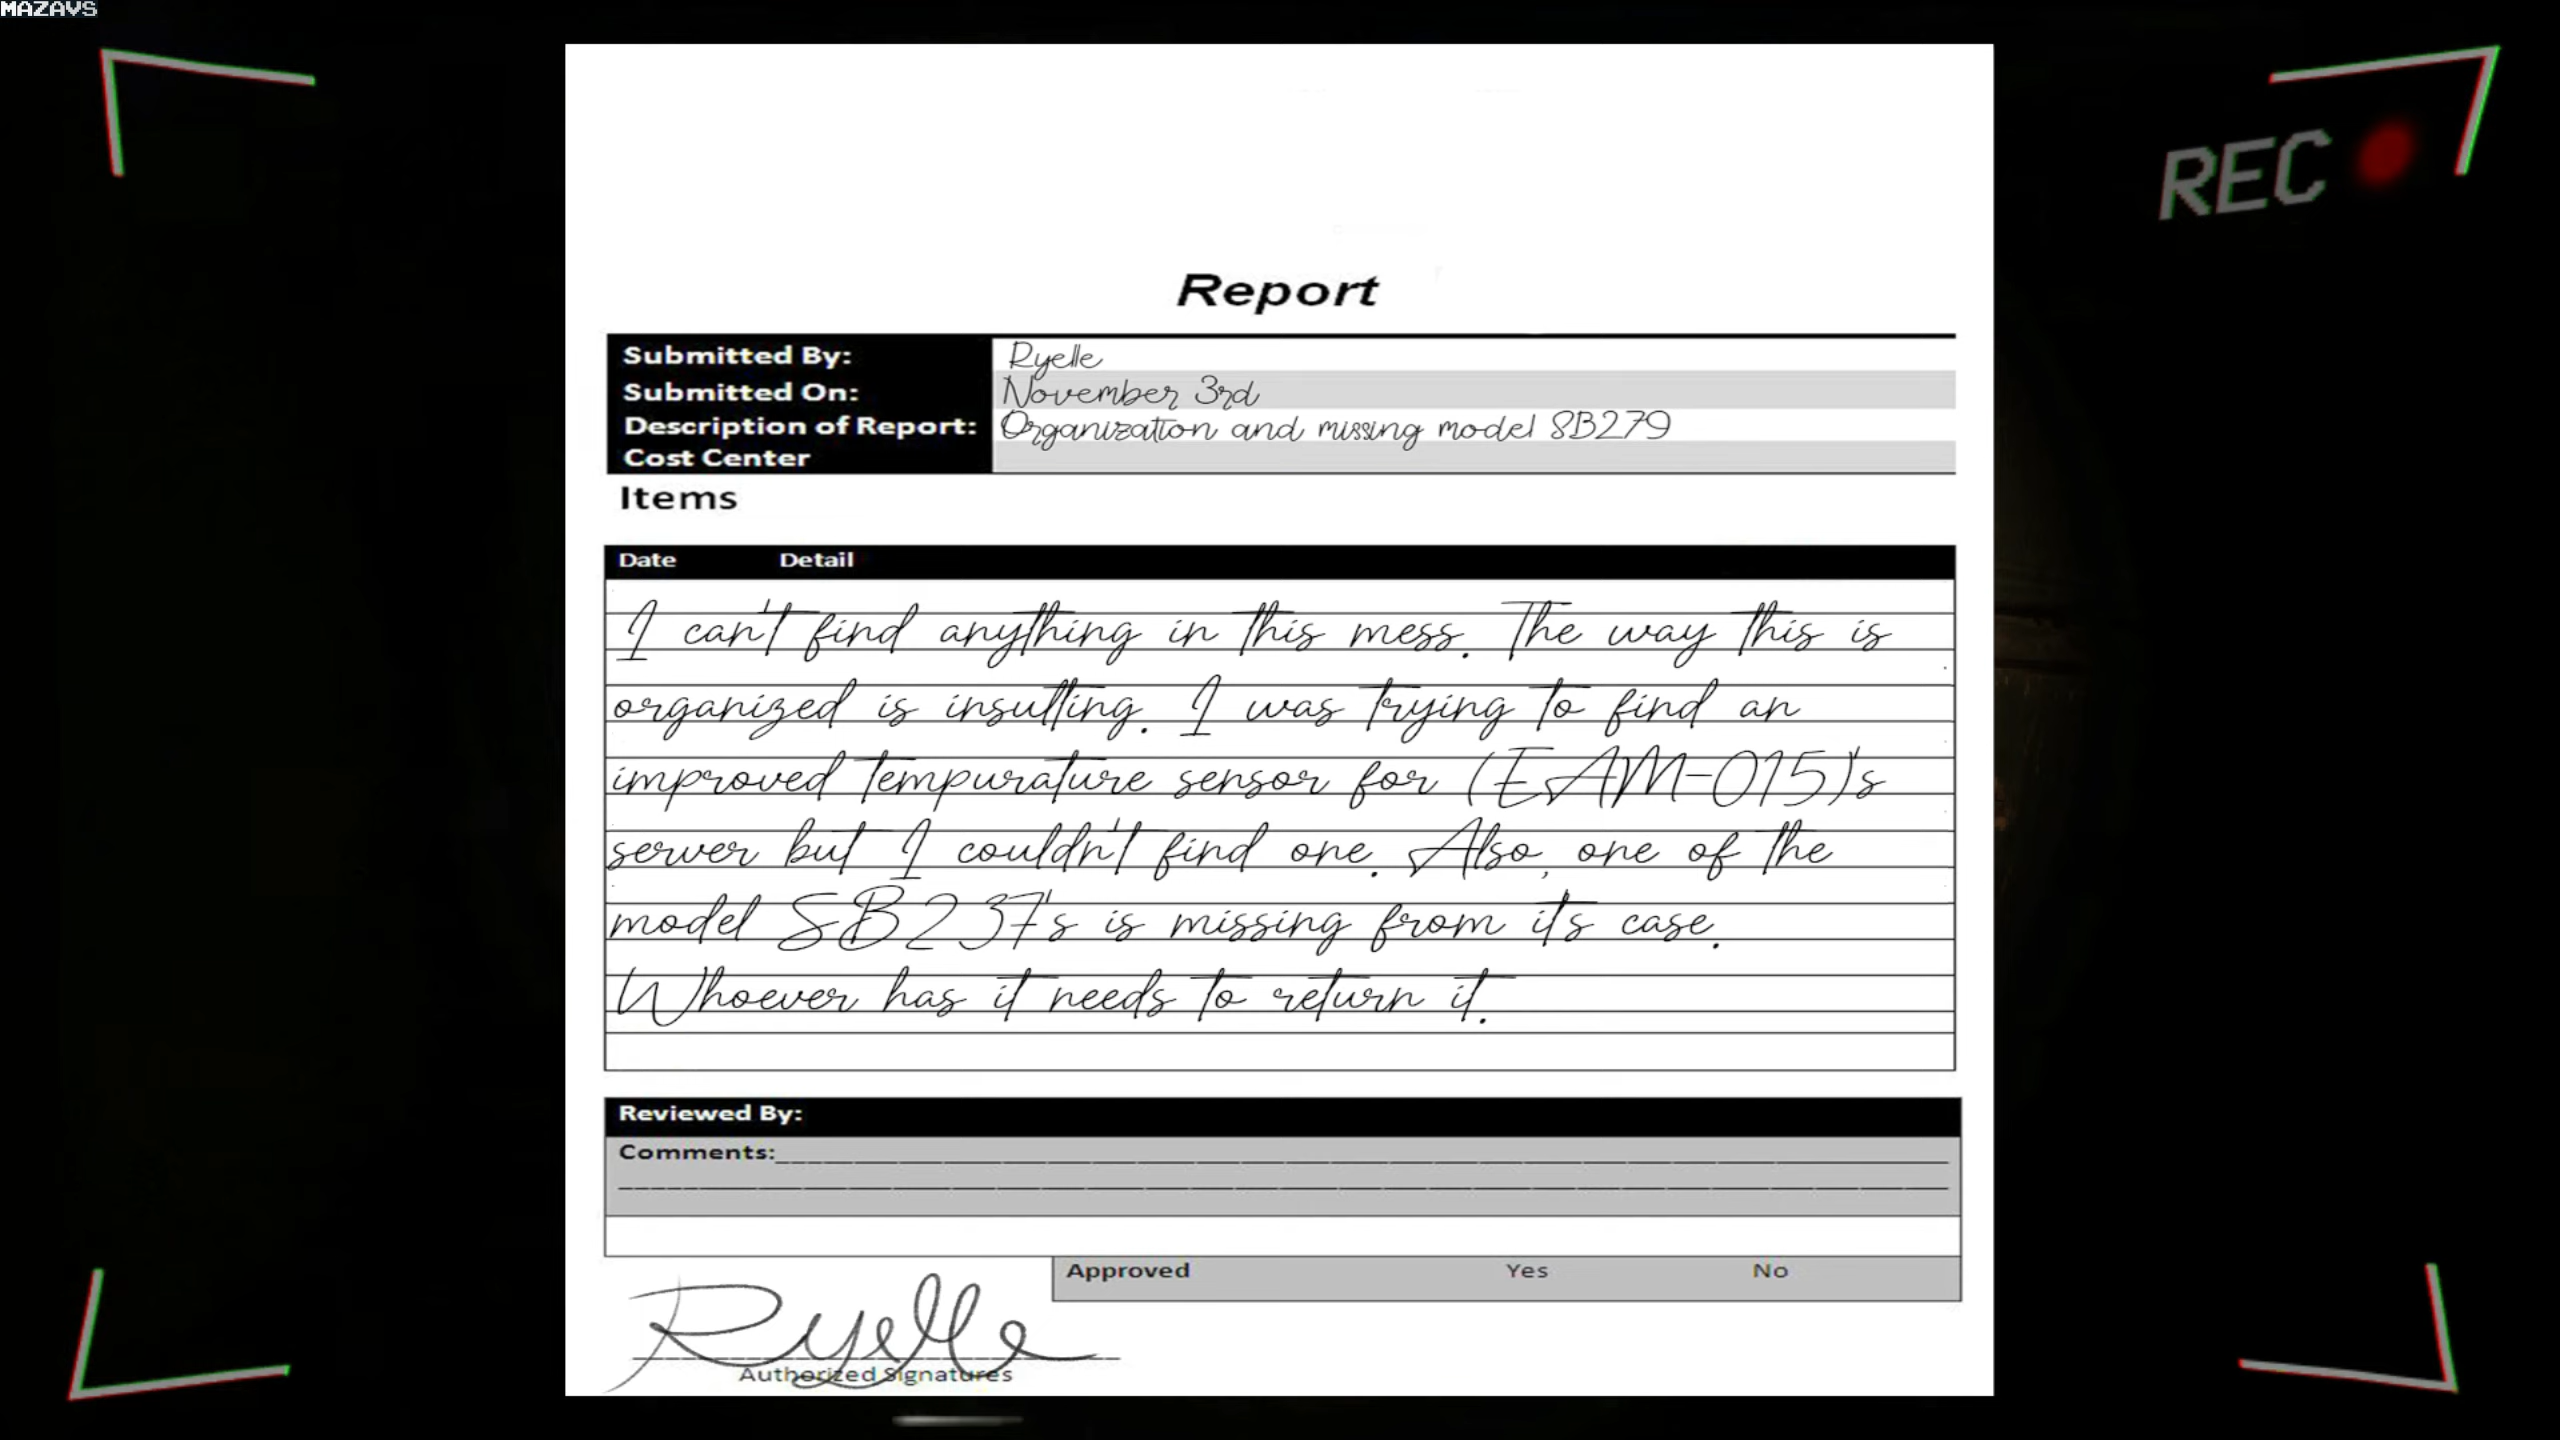 MAZAVS
REC
Report
Submitted By: Ryelle
Submitted On: November 3rd
Description of Report: Organization and missing model SB279
Cost Center
Items
Date Detail
I can't find anything in this mess. The way this is
organized is insulting. I was trying to find an
improved tempurature sensor for (EAM-015)'s
server but I couldn't find one. Also, one of the
model SB237's is missing from it's case.
Whoever has it needs to return it.
Reviewed By:
Comments:
Approved Yes No
Ryelle
Authorized Signatures